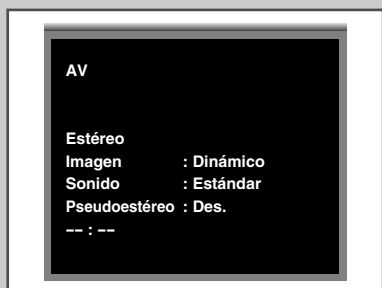 AV
Estéreo
Imagen : Dinámico
Sonido : Estándar
Pseudoestéreo : Des.
-- : --